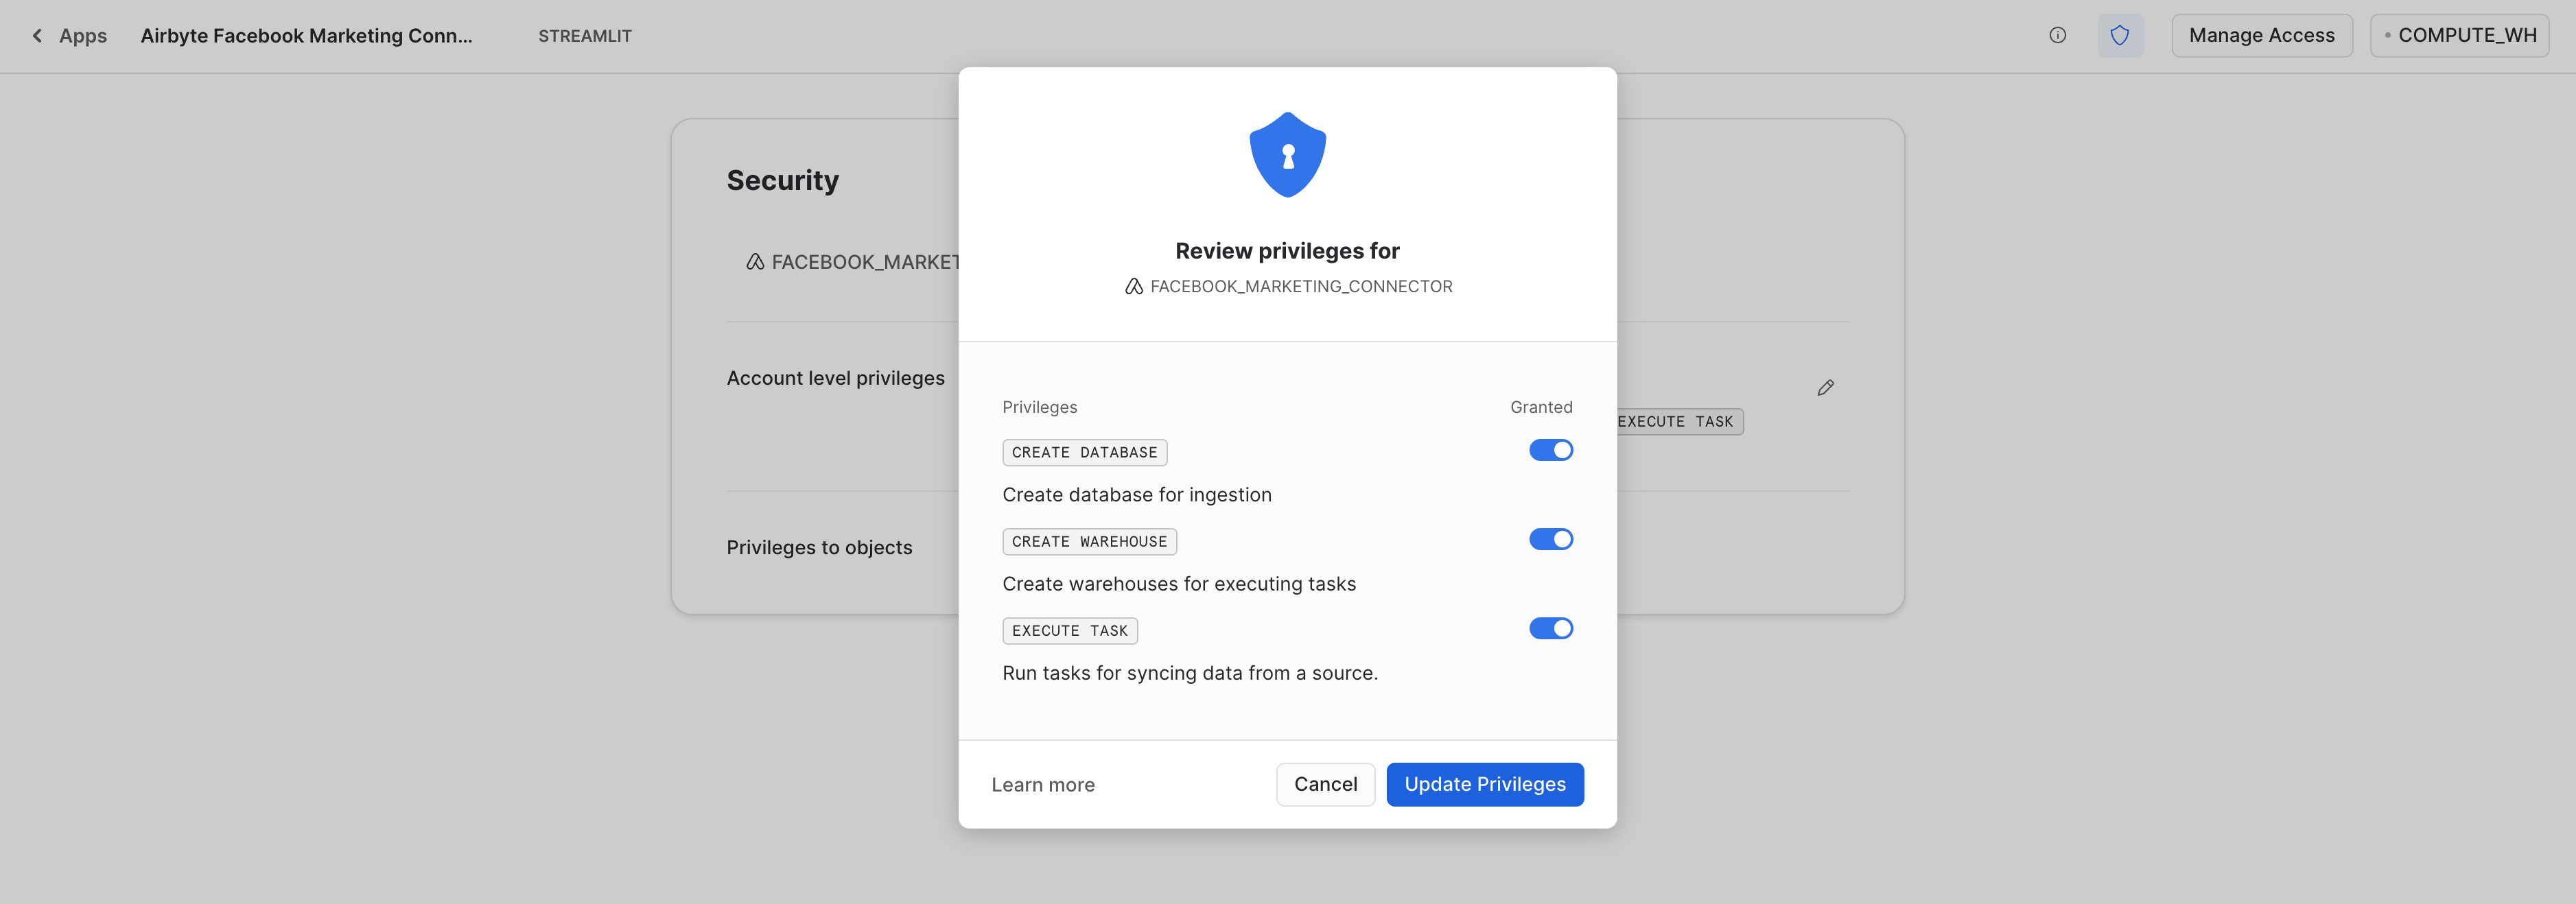 Apps
Airbyte Facebook Marketing Conn...
STREAMLIT
Manage Access
COMPUTE_WH
Security
FACEBOOK_MARKET
Account level privileges
EXECUTE TASK
Privileges to objects
Review privileges for
FACEBOOK_MARKETING_CONNECTOR
Privileges
Granted
CREATE DATABASE
Create database for ingestion
CREATE WAREHOUSE
Create warehouses for executing tasks
EXECUTE TASK
Run tasks for syncing data from a source.
Learn more
Cancel
Update Privileges